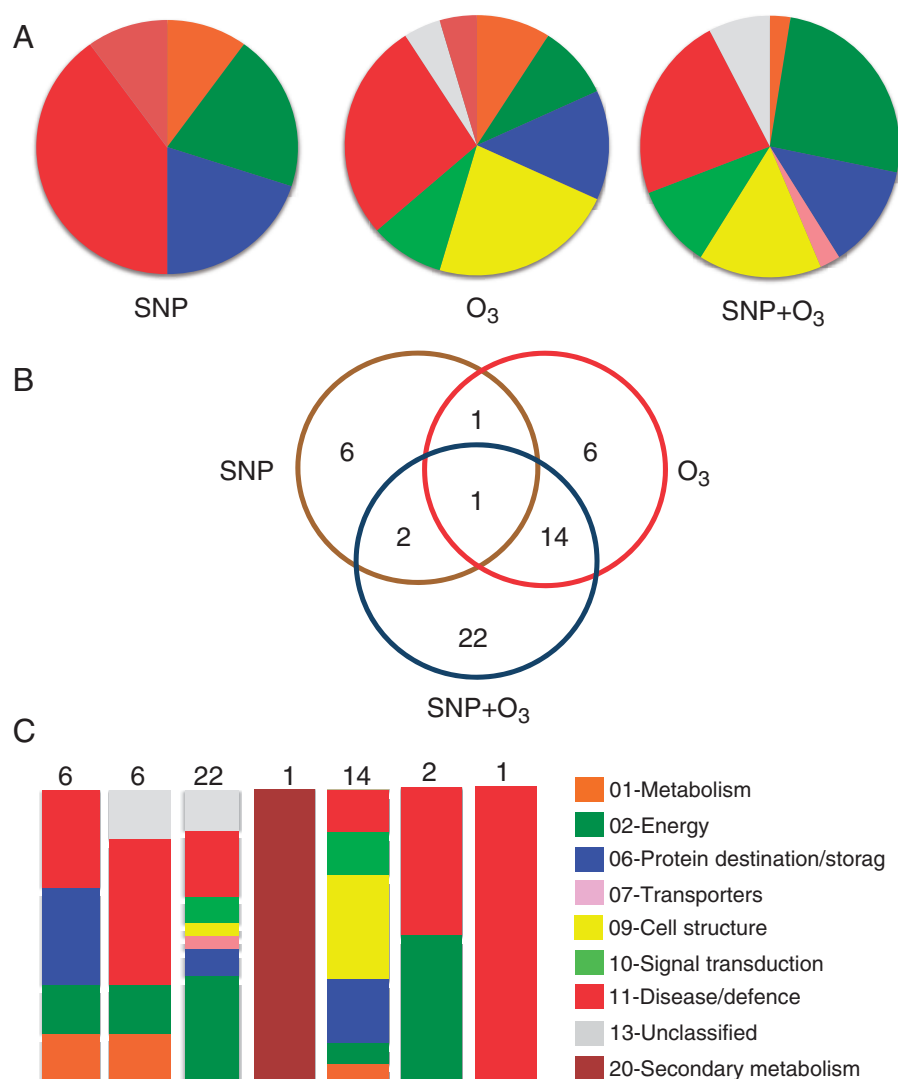 A
SNP
O₃
SNP+O₃
B
1
6
6
SNP
O₃
1
2
14
22
SNP+O₃
C
6 6 22 1 14 2 1
01-Metabolism
02-Energy
06-Protein destination/storag
07-Transporters
09-Cell structure
10-Signal transduction
11-Disease/defence
13-Unclassified
20-Secondary metabolism